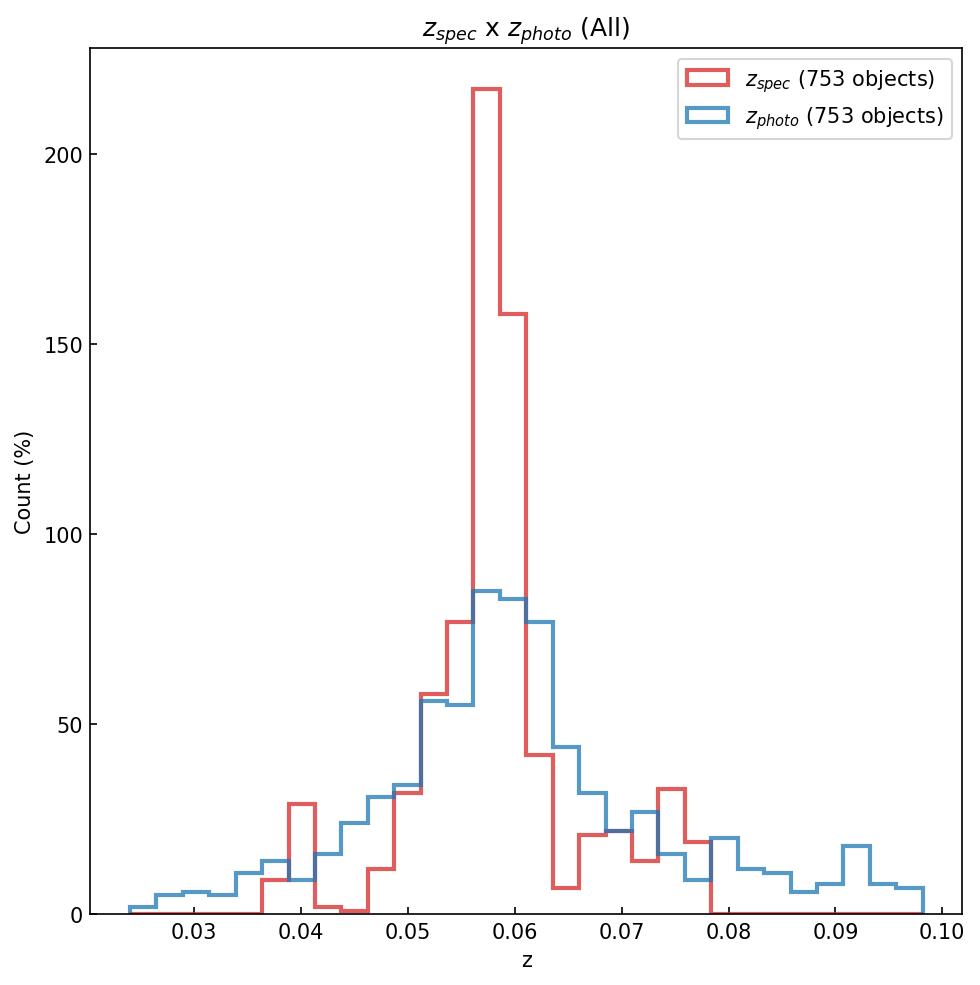 z_spec x z_photo (All)
z_spec (753 objects)
z_photo (753 objects)
Count (%)
200
150
100
50
0
0.03 0.04 0.05 0.06 0.07 0.08 0.09 0.10
z